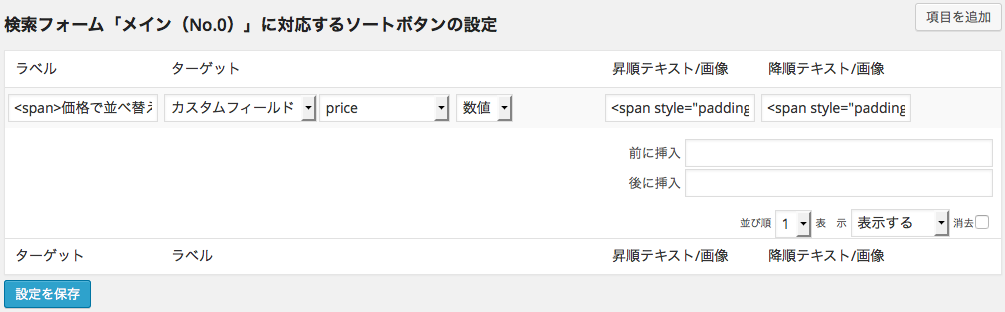 検索フォーム「メイン（No.0）」に対応するソートボタンの設定
項目を追加
ラベル ターゲット 昇順テキスト/画像 降順テキスト/画像
<span>価格で並べ替え カスタムフィールド price 数値 <span style="padding <span style="padding
前に挿入
後に挿入
並び順 1 表　示 表示する 消去
ターゲット ラベル 昇順テキスト/画像 降順テキスト/画像
設定を保存